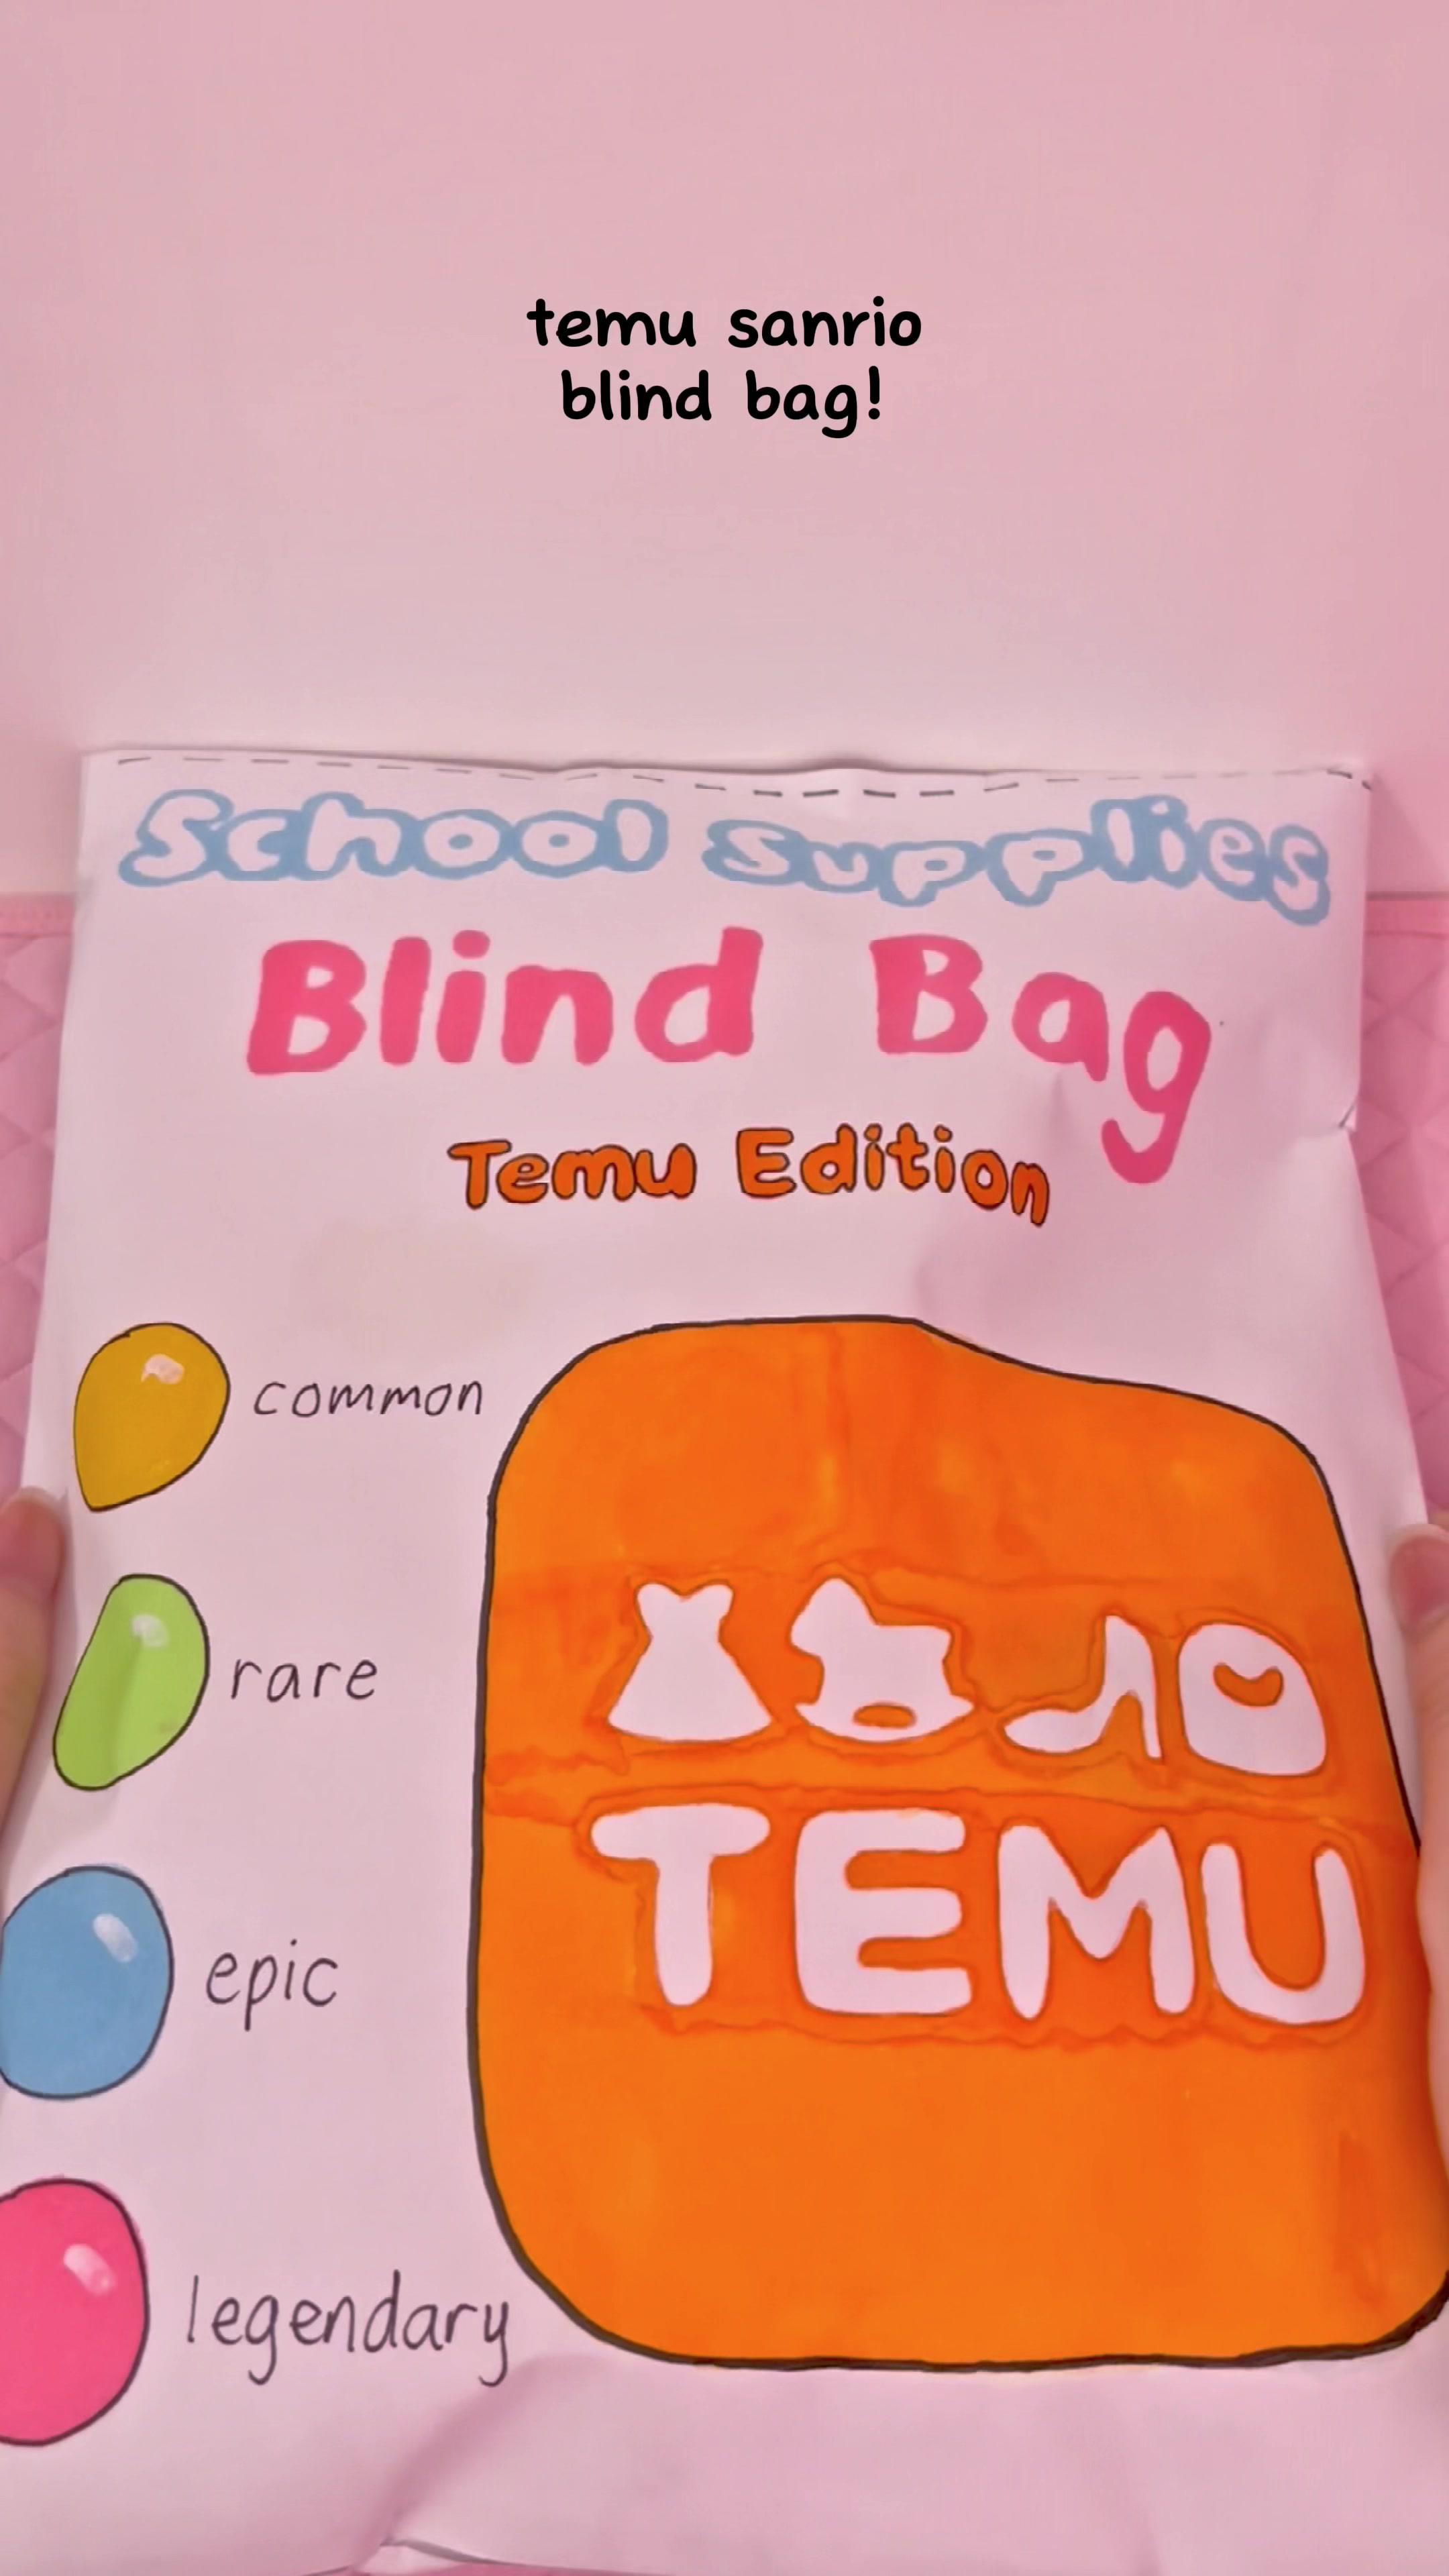 temu sanrio
blind bag!
School Supplies
Blind Bag
Temu Edition
common
rare
TEMU
epic
legendary